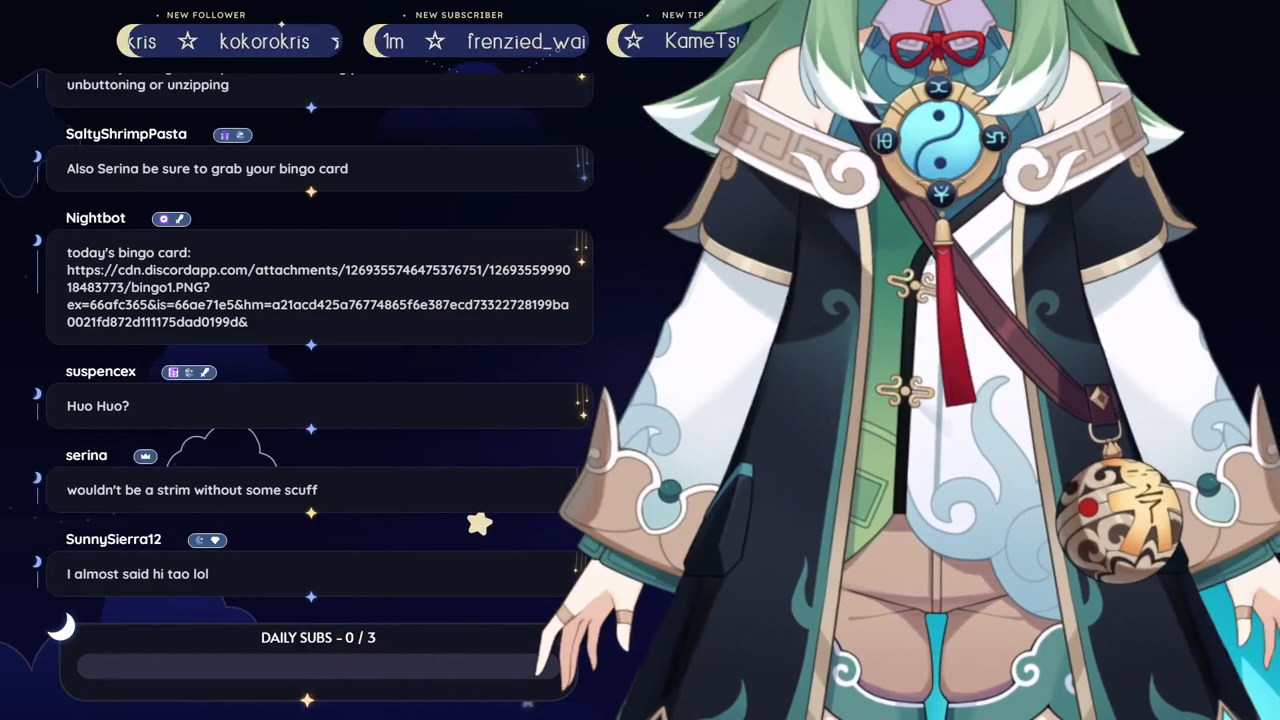 NEW FOLLOWER
NEW SUBSCRIBER
NEW TIP
kris ☆ kokorokris
1m ☆ frenzied_wai
☆ KameTsu
unbuttoning or unzipping
SaltyShrimpPasta
Also Serina be sure to grab your bingo card
Nightbot
today's bingo card:
https://cdn.discordapp.com/attachments/1269355746475376751/12693559990
18483773/bingo1.PNG?
ex=66afc365&is=66ae71e5&hm=a21acd425a76774865f6e387ecd73322728199ba
0021fd872d111175dad0199d&
suspencex
Huo Huo?
serina
wouldn't be a strim without some scuff
SunnySierra12
I almost said hi tao lol
DAILY SUBS - 0 / 3